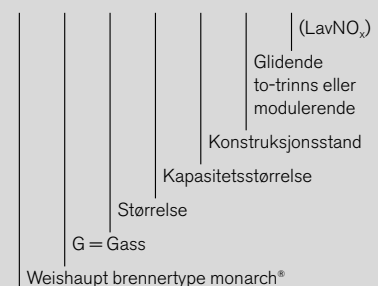 (LavNOx)
Glidende
to-trinns eller
modulerende
Konstruksjonsstand
Kapasitetsstørrelse
Størrelse
G = Gass
Weishaupt brennertype monarch®